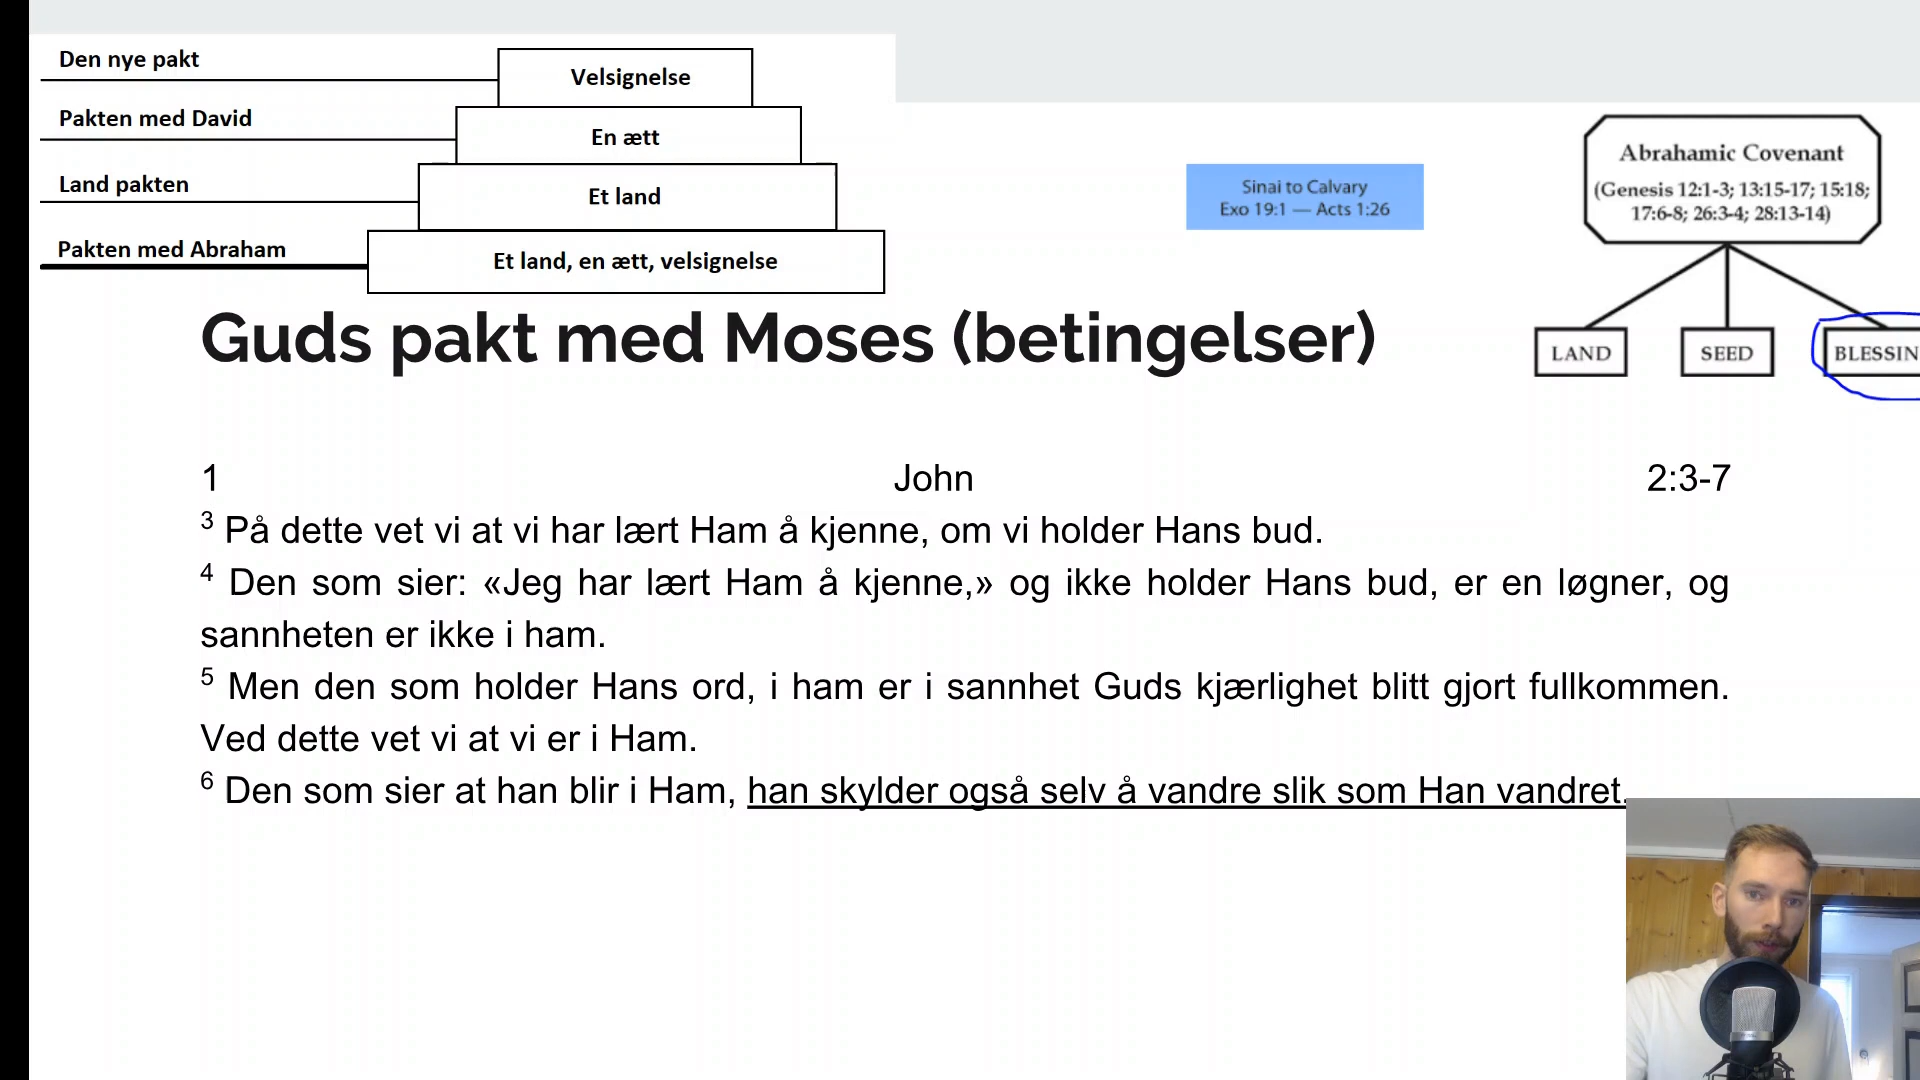 Den nye pakt
Velsignelse
Pakten med David
En ætt
Land pakten
Et land
Pakten med Abraham
Et land, en ætt, velsignelse
Sinai to Calvary
Exo 19:1 — Acts 1:26
Abrahamic Covenant
(Genesis 12:1-3; 13:15-17; 15:18;
17:6-8; 26:3-4; 28:13-14)
LAND
SEED
BLESSIN
Guds pakt med Moses (betingelser)
1 John 2:3-7
3 På dette vet vi at vi har lært Ham å kjenne, om vi holder Hans bud.
4 Den som sier: «Jeg har lært Ham å kjenne,» og ikke holder Hans bud, er en løgner, og
sannheten er ikke i ham.
5 Men den som holder Hans ord, i ham er i sannhet Guds kjærlighet blitt gjort fullkommen.
Ved dette vet vi at vi er i Ham.
6 Den som sier at han blir i Ham, han skylder også selv å vandre slik som Han vandret.